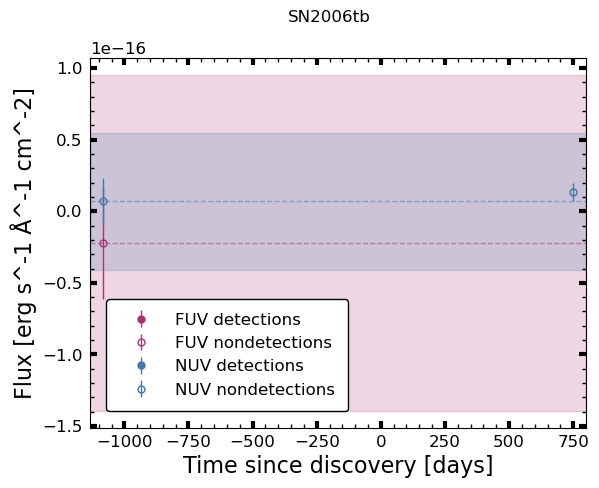 SN2006tb
1e−16
1.0
0.5
0.0
−0.5
−1.0
−1.5
Flux [erg s^-1 Å^-1 cm^-2]
FUV detections
FUV nondetections
NUV detections
NUV nondetections
−1000 −750 −500 −250 0 250 500 750
Time since discovery [days]